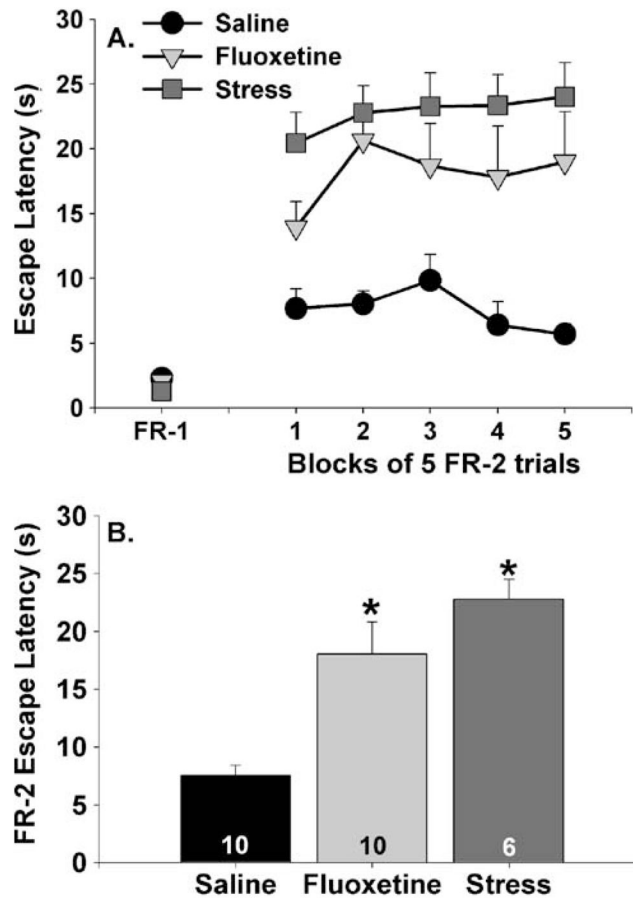 A.
Saline
Fluoxetine
Stress
Escape Latency (s)
30
25
20
15
10
5
0
FR-1 1 2 3 4 5
Blocks of 5 FR-2 trials
B.
FR-2 Escape Latency (s)
30
25
20
15
10
5
0
* *
10 10 6
Saline Fluoxetine Stress